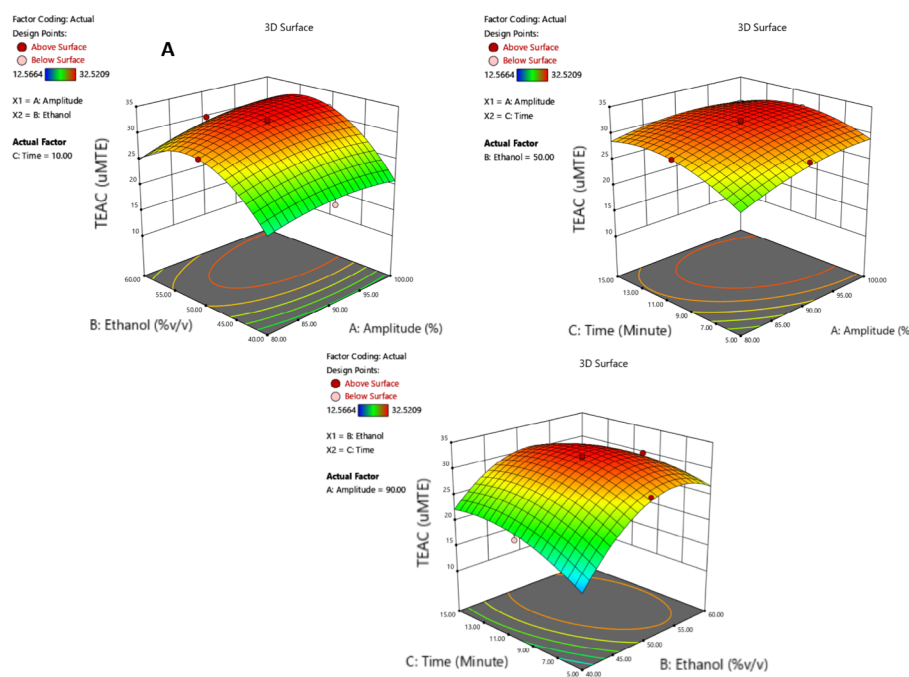 Factor Coding: Actual
3D Surface
Design Points:
Above Surface
Below Surface
12.5664 32.5209
X1 = A: Amplitude
X2 = B: Ethanol
Actual Factor
C: Time = 10.00
A
35
30
25
20
15
10
TEAC (uMTE)
60.00
55.00
50.00
45.00
40.00
80.00
85.00
90.00
95.00
100.00
B: Ethanol (%v/v)
A: Amplitude (%)
Factor Coding: Actual
3D Surface
Design Points:
Above Surface
Below Surface
12.5664 32.5209
X1 = A: Amplitude
X2 = C: Time
Actual Factor
B: Ethanol = 50.00
35
30
25
20
15
10
TEAC (uMTE)
15.00
13.00
11.00
9.00
7.00
5.00
80.00
85.00
90.00
95.00
100.00
C: Time (Minute)
A: Amplitude (%
Factor Coding: Actual
3D Surface
Design Points:
Above Surface
Below Surface
12.5664 32.5209
X1 = B: Ethanol
X2 = C: Time
Actual Factor
A: Amplitude = 90.00
35
30
25
20
15
10
TEAC (uMTE)
15.00
13.00
11.00
9.00
7.00
5.00
40.00
45.00
50.00
55.00
60.00
C: Time (Minute)
B: Ethanol (%v/v)